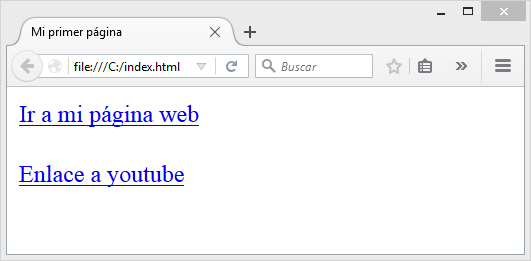 Mi primer página
file:///C:/index.html
Buscar
Ir a mi página web
Enlace a youtube